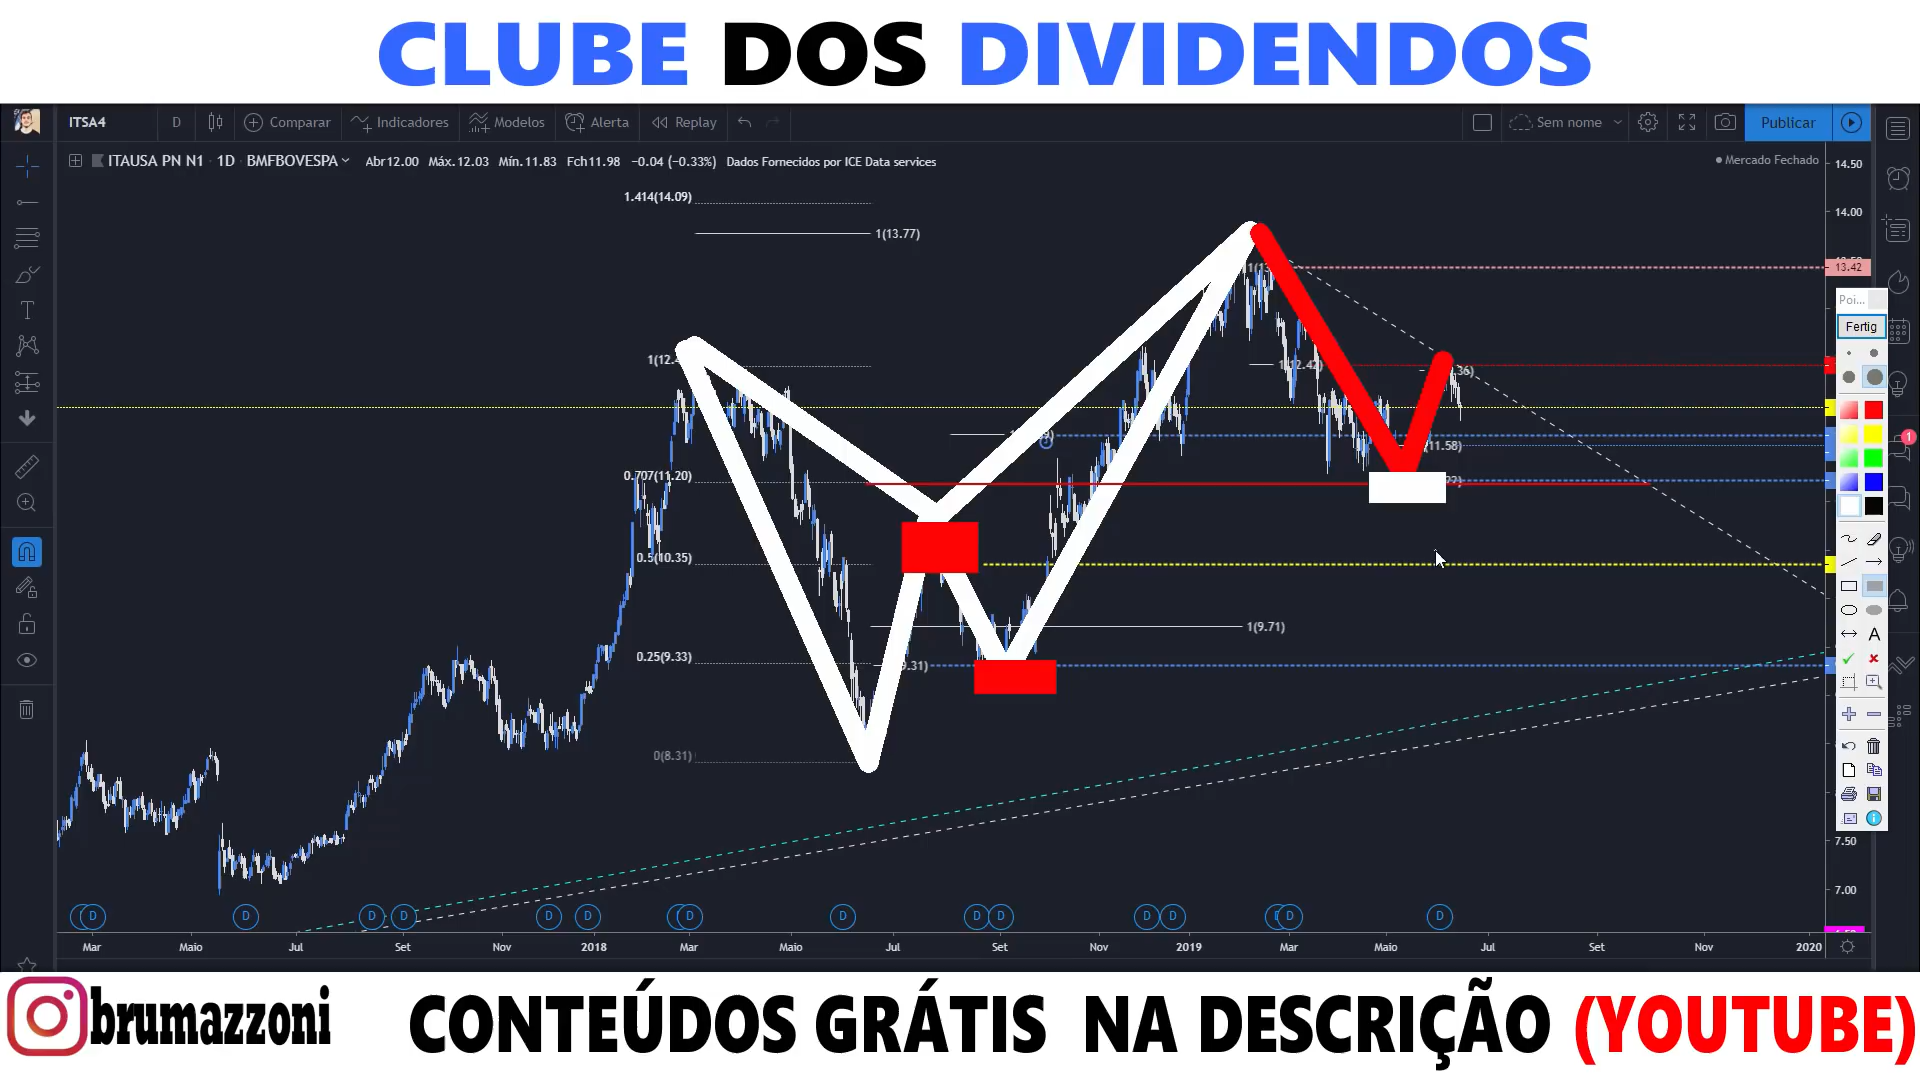 CLUBE DOS DIVIDENDOS
ITSA4 D Comparar Indicadores Modelos Alerta Replay Sem nome Publicar
ITAUSA PN N1 1D BMFBOVESPA Abr12.00 Máx.12.03 Mín.11.83 Fch11.98 −0.04 (−0.33%) Dados Fornecidos por ICE Data services
Mercado Fechado
14.50
1.414(14.09)
14.00
1(13.77)
13.42
Poi...
Fertig
1(12.42)
0.707(11.20)
(11.58)
1
0.5(10.35)
1(9.71)
A
0.25(9.33)
0(8.31)
7.50
7.00
D D D D D D D D D D D D D D D D
Mar Maio Jul Set Nov 2018 Mar Maio Jul Set Nov 2019 Mar Maio Jul Set Nov 2020
brumazzoni CONTEÚDOS GRÁTIS NA DESCRIÇÃO (YOUTUBE)